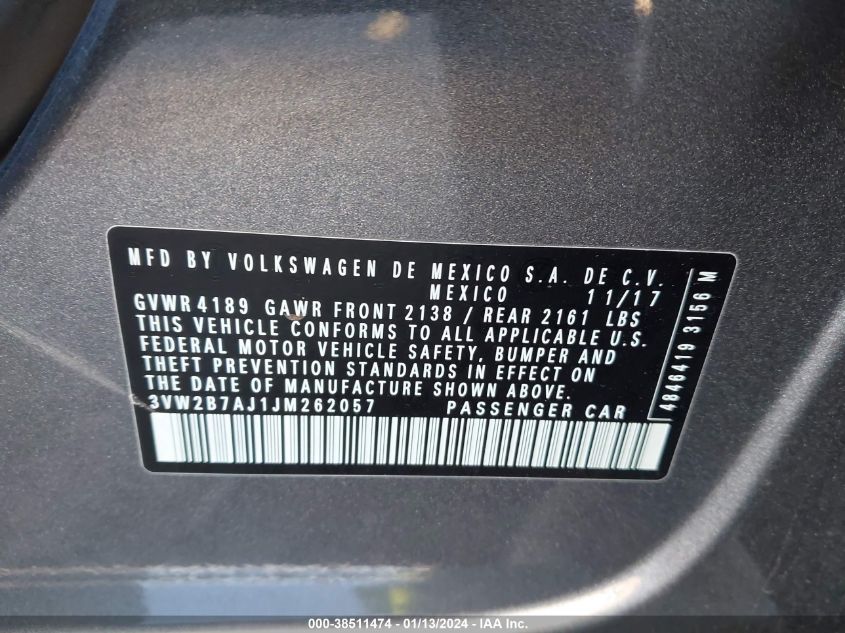 MFD BY VOLKSWAGEN DE MEXICO S.A. DE C.V.
MEXICO 11/17
GVWR 4189 GAWR FRONT 2138 / REAR 2161 LBS
THIS VEHICLE CONFORMS TO ALL APPLICABLE U.S.
FEDERAL MOTOR VEHICLE SAFETY, BUMPER AND
THEFT PREVENTION STANDARDS IN EFFECT ON
THE DATE OF MANUFACTURE SHOWN ABOVE.
3VW2B7AJ1JM262057 PASSENGER CAR
4846419 3156 M
000-38511474 - 01/13/2024 - IAA Inc.